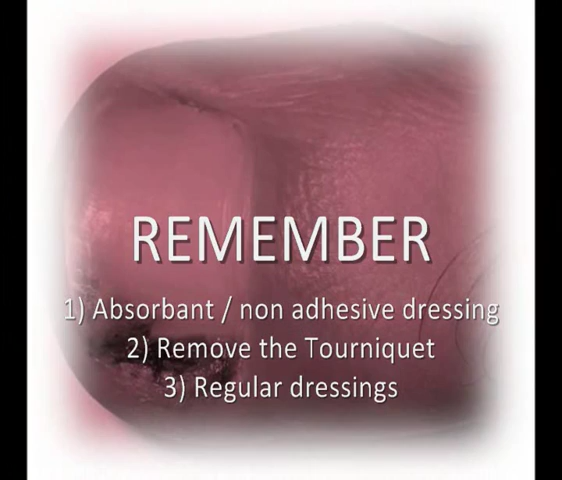 REMEMBER
1) Absorbant / non adhesive dressing
2) Remove the Tourniquet
3) Regular dressings